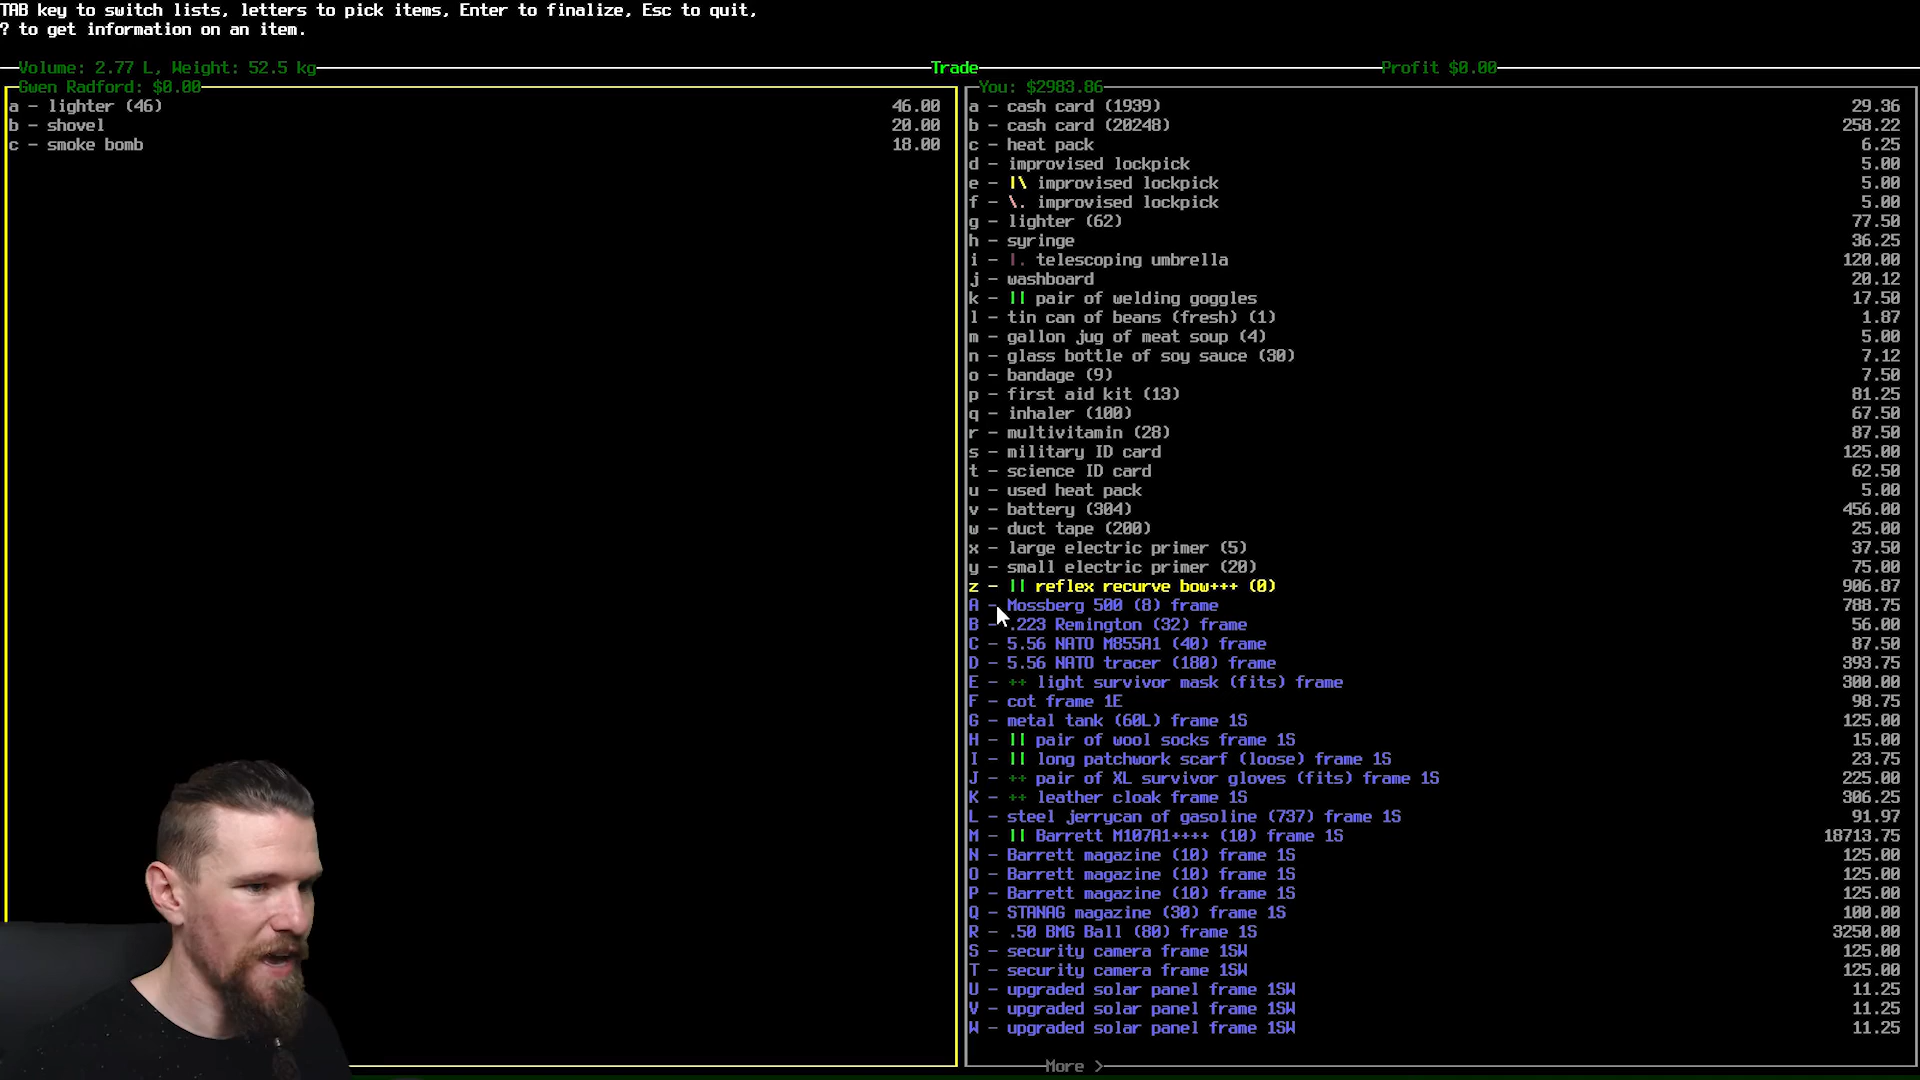 TAB key to switch lists, letters to pick items, Enter to finalize, Esc to quit,
? to get information on an item.
Volume: 2.77 L, Weight: 52.5 kg Trade Profit $0.00
Gwen Radford: $0.00
a - lighter (46) 46.00
b - shovel 20.00
c - smoke bomb 18.00
You: $2983.86
a - cash card (1939) 29.36
b - cash card (20248) 258.22
c - heat pack 6.25
d - improvised lockpick 5.00
e - |\ improvised lockpick 5.00
f - \. improvised lockpick 5.00
g - lighter (62) 77.50
h - syringe 36.25
i - |. telescoping umbrella 120.00
j - washboard 20.12
k - || pair of welding goggles 17.50
l - tin can of beans (fresh) (1) 1.87
m - gallon jug of meat soup (4) 5.00
n - glass bottle of soy sauce (30) 7.12
o - bandage (9) 7.50
p - first aid kit (13) 81.25
q - inhaler (100) 67.50
r - multivitamin (28) 87.50
s - military ID card 125.00
t - science ID card 62.50
u - used heat pack 5.00
v - battery (304) 456.00
w - duct tape (200) 25.00
x - large electric primer (5) 37.50
y - small electric primer (20) 75.00
z - || reflex recurve bow+++ (0) 906.87
A - Mossberg 500 (8) frame 788.75
B - .223 Remington (32) frame 56.00
C - 5.56 NATO M855A1 (40) frame 87.50
D - 5.56 NATO tracer (180) frame 393.75
E - ++ light survivor mask (fits) frame 300.00
F - cot frame 1E 98.75
G - metal tank (60L) frame 1S 125.00
H - || pair of wool socks frame 1S 15.00
I - || long patchwork scarf (loose) frame 1S 23.75
J - ++ pair of XL survivor gloves (fits) frame 1S 225.00
K - ++ leather cloak frame 1S 306.25
L - steel jerrycan of gasoline (737) frame 1S 91.97
M - || Barrett M107A1++++ (10) frame 1S 18713.75
N - Barrett magazine (10) frame 1S 125.00
O - Barrett magazine (10) frame 1S 125.00
P - Barrett magazine (10) frame 1S 125.00
Q - STANAG magazine (30) frame 1S 100.00
R - .50 BMG Ball (80) frame 1S 3250.00
S - security camera frame 1SW 125.00
T - security camera frame 1SW 125.00
U - upgraded solar panel frame 1SW 11.25
V - upgraded solar panel frame 1SW 11.25
W - upgraded solar panel frame 1SW 11.25
More >